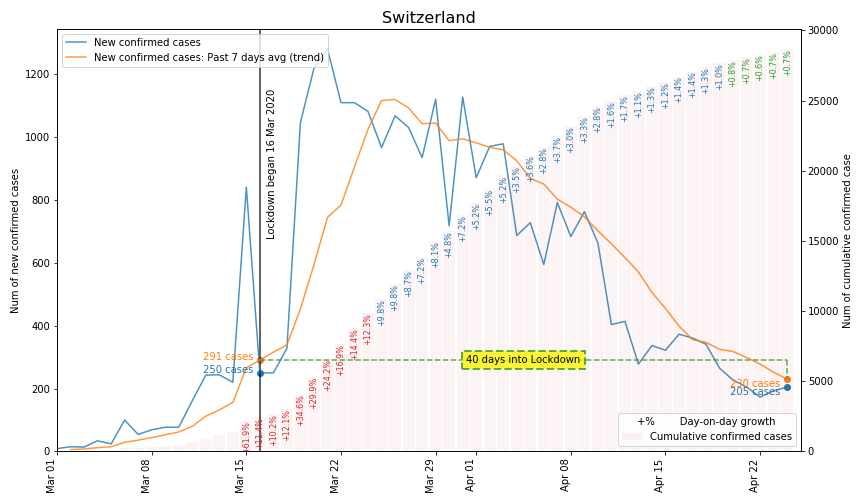 Switzerland
New confirmed cases
New confirmed cases: Past 7 days avg (trend)
Num of new confirmed cases
0
200
400
600
800
1000
1200
Lockdown began 16 Mar 2020
291 cases
250 cases
40 days into Lockdown
230 cases
205 cases
+61.9%
+11.4%
+10.2%
+12.1%
+34.6%
+29.9%
+24.2%
+16.9%
+14.4%
+12.3%
+9.8%
+9.8%
+8.7%
+7.2%
+8.1%
+4.8%
+7.2%
+5.2%
+5.5%
+5.2%
+3.5%
+3.6%
+2.8%
+3.7%
+3.0%
+3.3%
+2.8%
+1.6%
+1.7%
+1.1%
+1.3%
+1.2%
+1.4%
+1.4%
+1.3%
+1.0%
+0.8%
+0.7%
+0.6%
+0.7%
+0.7%
+% Day-on-day growth
Cumulative confirmed cases
0
5000
10000
15000
20000
25000
30000
Num of cumulative confirmed case
Mar 01
Mar 08
Mar 15
Mar 22
Mar 29
Apr 01
Apr 08
Apr 15
Apr 22